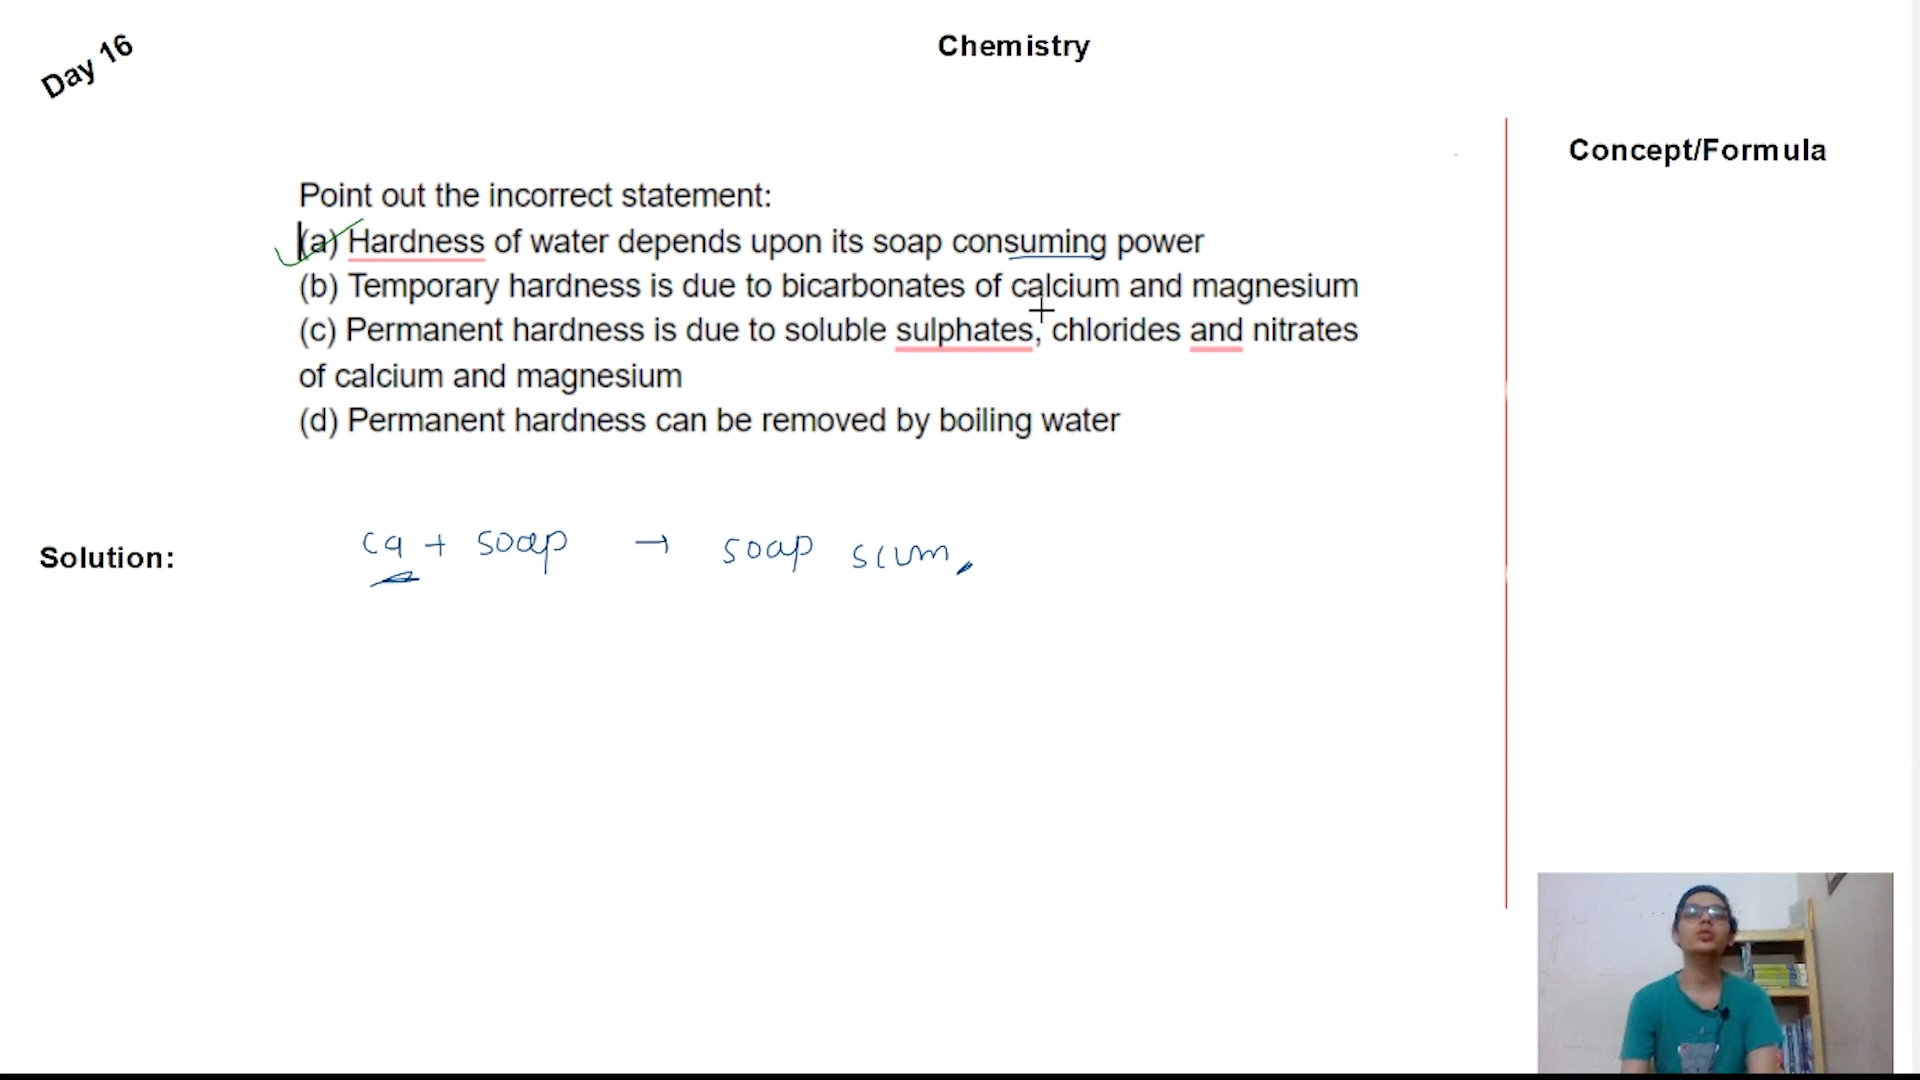 Day 16
Chemistry
Concept/Formula
Point out the incorrect statement:
(a) Hardness of water depends upon its soap consuming power
(b) Temporary hardness is due to bicarbonates of calcium and magnesium
(c) Permanent hardness is due to soluble sulphates, chlorides and nitrates
of calcium and magnesium
(d) Permanent hardness can be removed by boiling water
Solution:
Ca + soap → soap scum